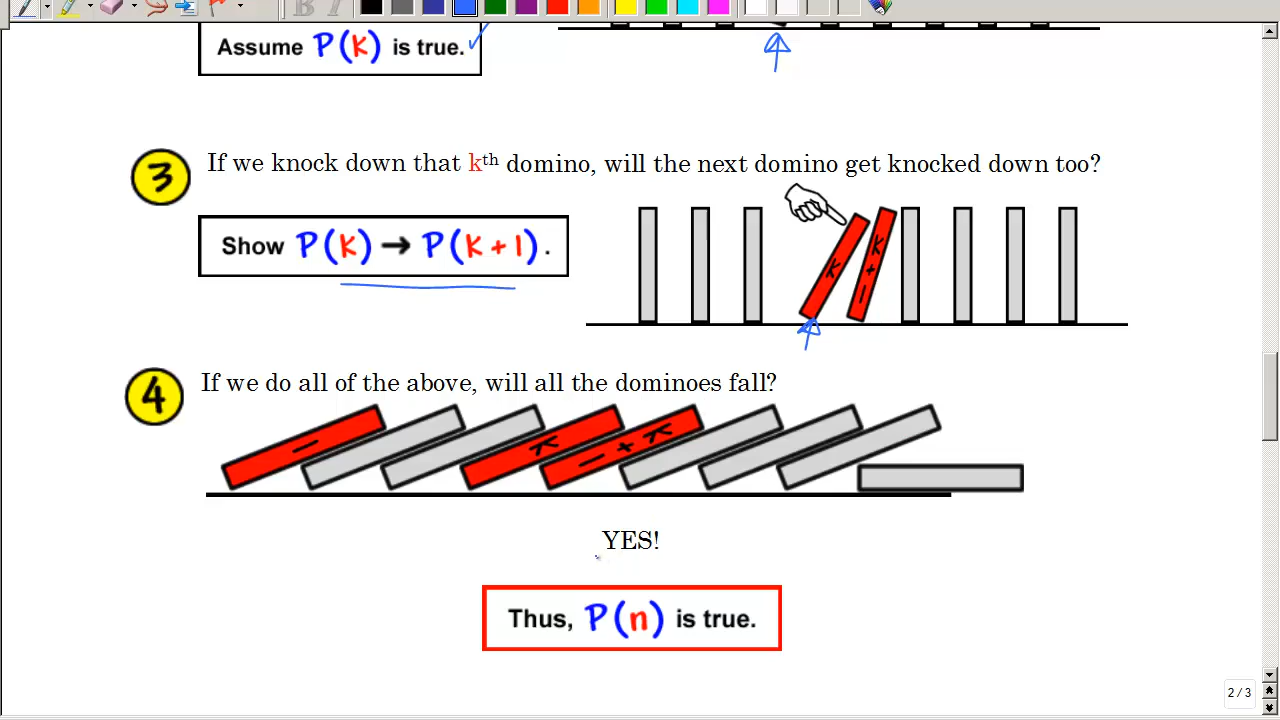 B I
Assume P(k) is true.
3
If we knock down that kth domino, will the next domino get knocked down too?
Show P(k) → P(k+1).
k
k+1
4
If we do all of the above, will all the dominoes fall?
1
k
k+1
YES!
Thus, P(n) is true.
2/3